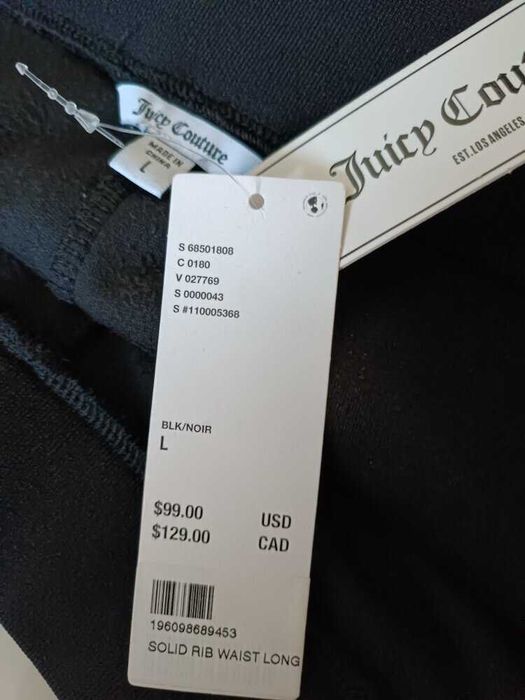 Juicy Couture
MADE IN
CHINA
L
Juicy Cou
EST. LOS ANGELES
S 68501808
C 0180
V 027769
S 0000043
S #110005368
BLK/NOIR
L
$99.00 USD
$129.00 CAD
196098689453
SOLID RIB WAIST LONG